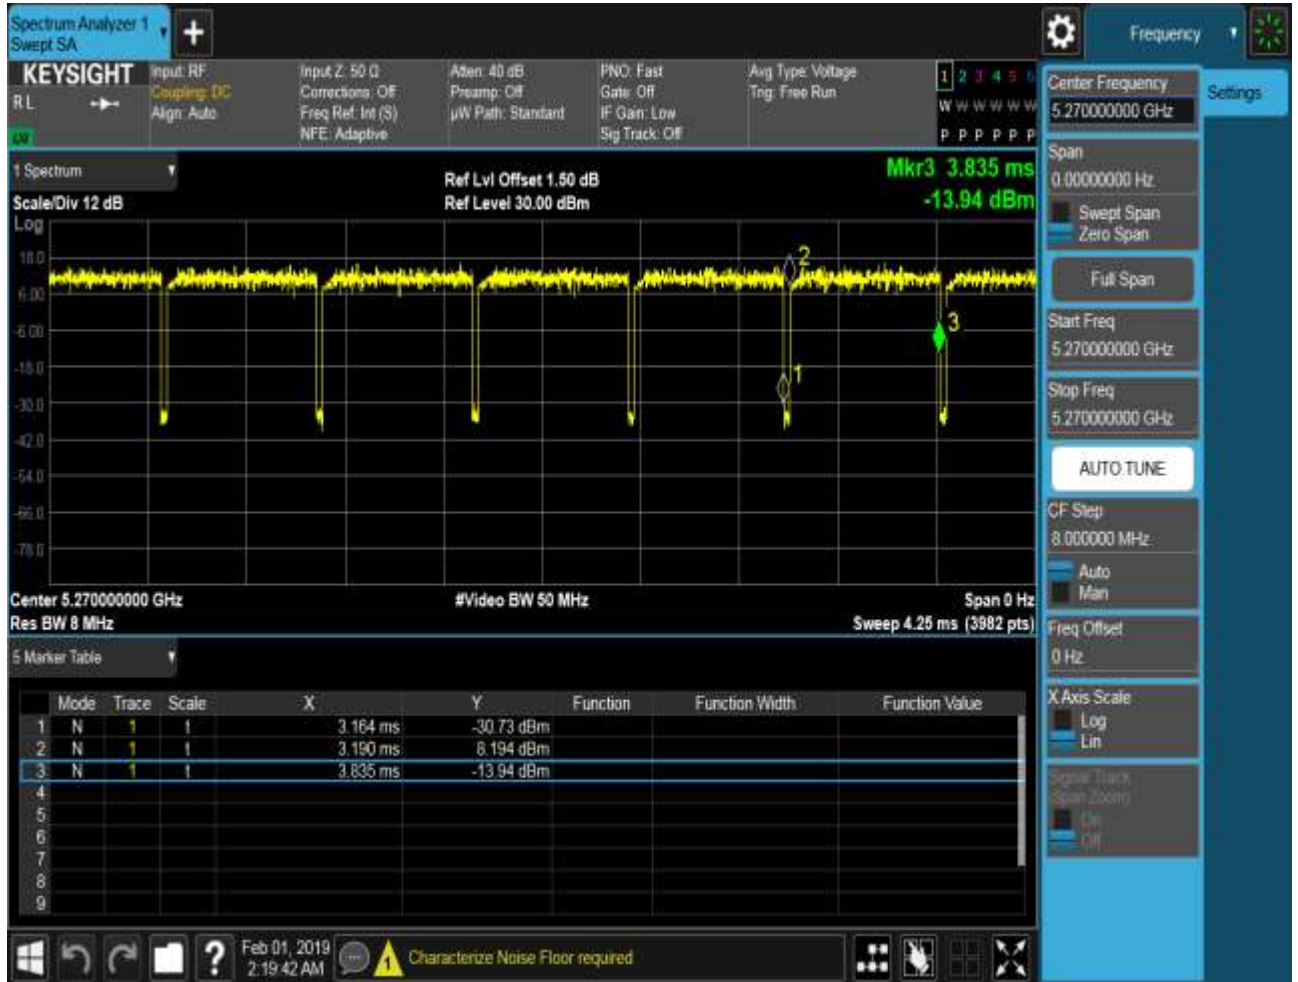 Spectrum Analyzer 1
Swept SA
+
Frequency
KEYSIGHT
RL
Input: RF
Coupling: DC
Align: Auto
Input Z: 50 Ω
Corrections: Off
Freq Ref: Int (S)
NFE: Adaptive
Atten: 40 dB
Preamp: Off
µW Path: Standard
PNO: Fast
Gate: Off
IF Gain: Low
Sig Track: Off
Avg Type: Voltage
Trig: Free Run
1 2 3 4 5 6
W W W W W W
P P P P P P
Center Frequency
5.270000000 GHz
Settings
Span
0.00000000 Hz
Swept Span
Zero Span
Full Span
Start Freq
5.270000000 GHz
Stop Freq
5.270000000 GHz
AUTO TUNE
CF Step
8.000000 MHz
Auto
Man
Freq Offset
0 Hz
X Axis Scale
Log
Lin
Signal Track
(Span Zoom)
On
Off
1 Spectrum
Scale/Div 12 dB
Ref Lvl Offset 1.50 dB
Ref Level 30.00 dBm
Mkr3 3.835 ms
-13.94 dBm
Log
18.0
6.00
-6.00
-18.0
-30.0
-42.0
-54.0
-66.0
-78.0
2
3
1
Center 5.270000000 GHz
Res BW 8 MHz
#Video BW 50 MHz
Span 0 Hz
Sweep 4.25 ms (3982 pts)
5 Marker Table
Mode Trace Scale X Y Function Function Width Function Value
1 N 1 t 3.164 ms -30.73 dBm
2 N 1 t 3.190 ms 8.194 dBm
3 N 1 t 3.835 ms -13.94 dBm
4
5
6
7
8
9
?
Feb 01, 2019
2:19:42 AM
1
Characterize Noise Floor required